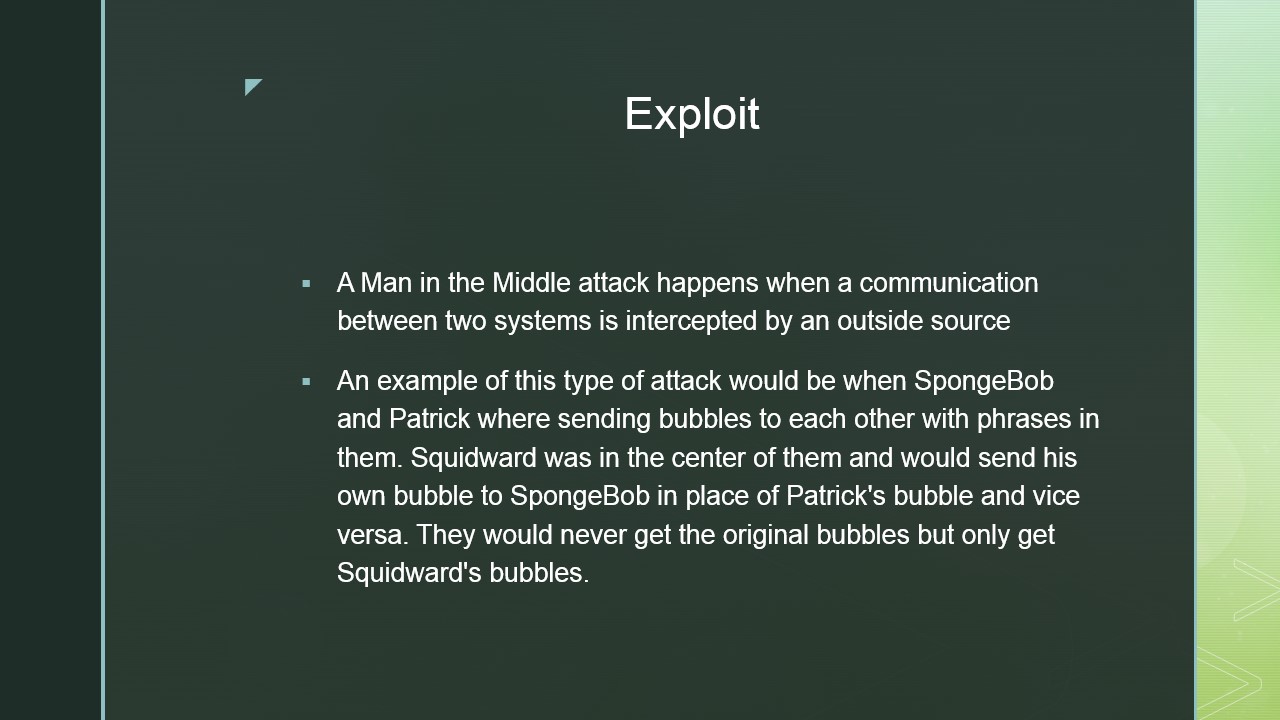 Exploit
▪ A Man in the Middle attack happens when a communication
between two systems is intercepted by an outside source
▪ An example of this type of attack would be when SpongeBob
and Patrick where sending bubbles to each other with phrases in
them. Squidward was in the center of them and would send his
own bubble to SpongeBob in place of Patrick's bubble and vice
versa. They would never get the original bubbles but only get
Squidward's bubbles.